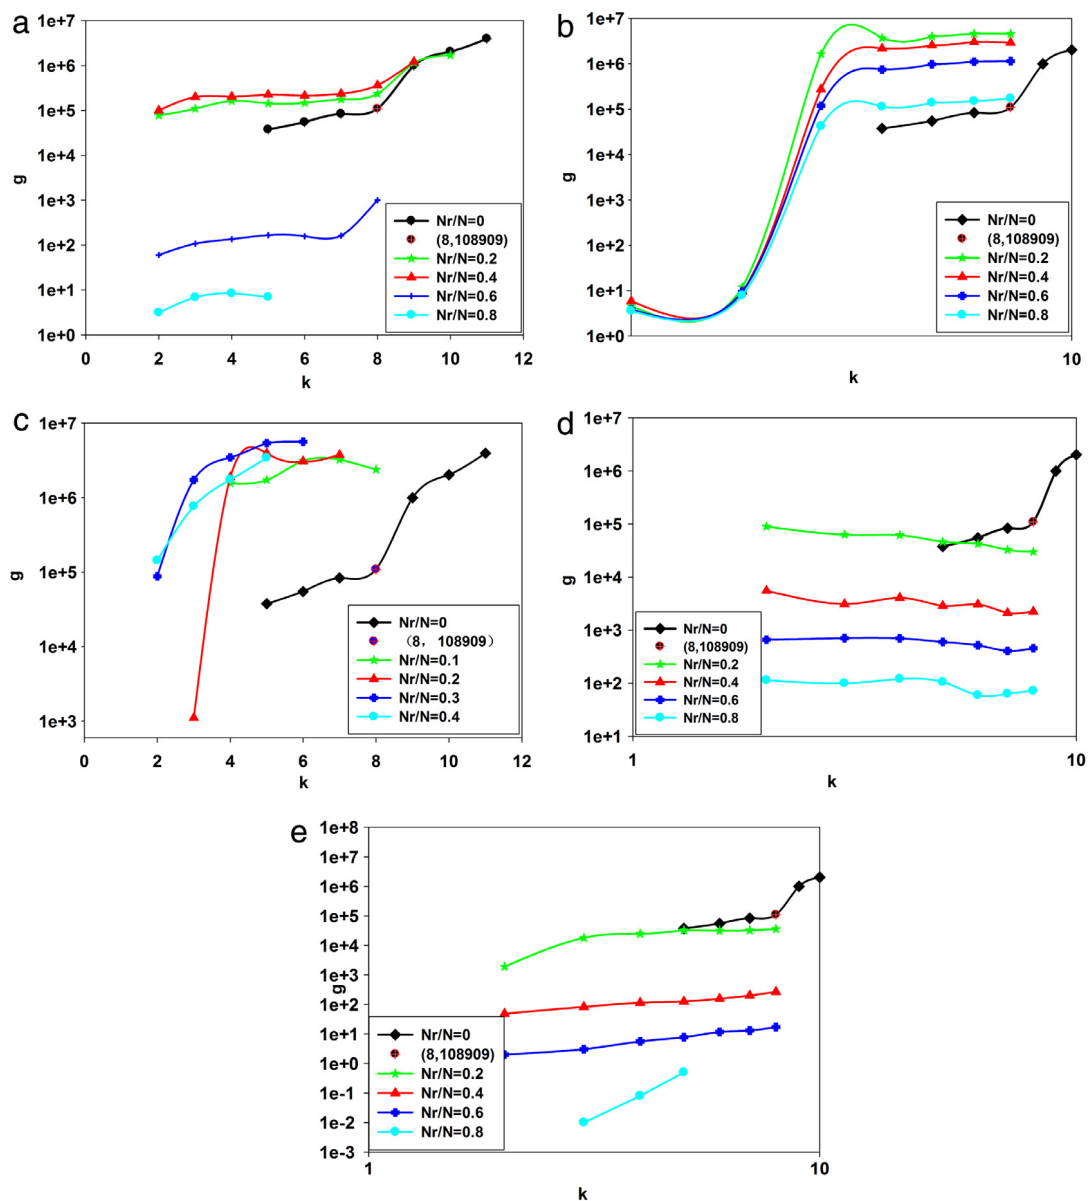 a
1e+7
1e+6
1e+5
1e+4
1e+3
1e+2
1e+1
1e+0
g
0 2 4 6 8 10 12
k
Nr/N=0
(8,108909)
Nr/N=0.2
Nr/N=0.4
Nr/N=0.6
Nr/N=0.8
b
1e+7
1e+6
1e+5
1e+4
1e+3
1e+2
1e+1
1e+0
g
10
k
Nr/N=0
(8,108909)
Nr/N=0.2
Nr/N=0.4
Nr/N=0.6
Nr/N=0.8
c
1e+7
1e+6
1e+5
1e+4
1e+3
g
0 2 4 6 8 10 12
k
Nr/N=0
（8， 108909）
Nr/N=0.1
Nr/N=0.2
Nr/N=0.3
Nr/N=0.4
d
1e+7
1e+6
1e+5
1e+4
1e+3
1e+2
1e+1
g
1 10
k
Nr/N=0
(8,108909)
Nr/N=0.2
Nr/N=0.4
Nr/N=0.6
Nr/N=0.8
e
1e+8
1e+7
1e+6
1e+5
1e+4
1e+3
1e+2
1e+1
1e+0
1e-1
1e-2
1e-3
g
1 10
k
Nr/N=0
(8,108909)
Nr/N=0.2
Nr/N=0.4
Nr/N=0.6
Nr/N=0.8